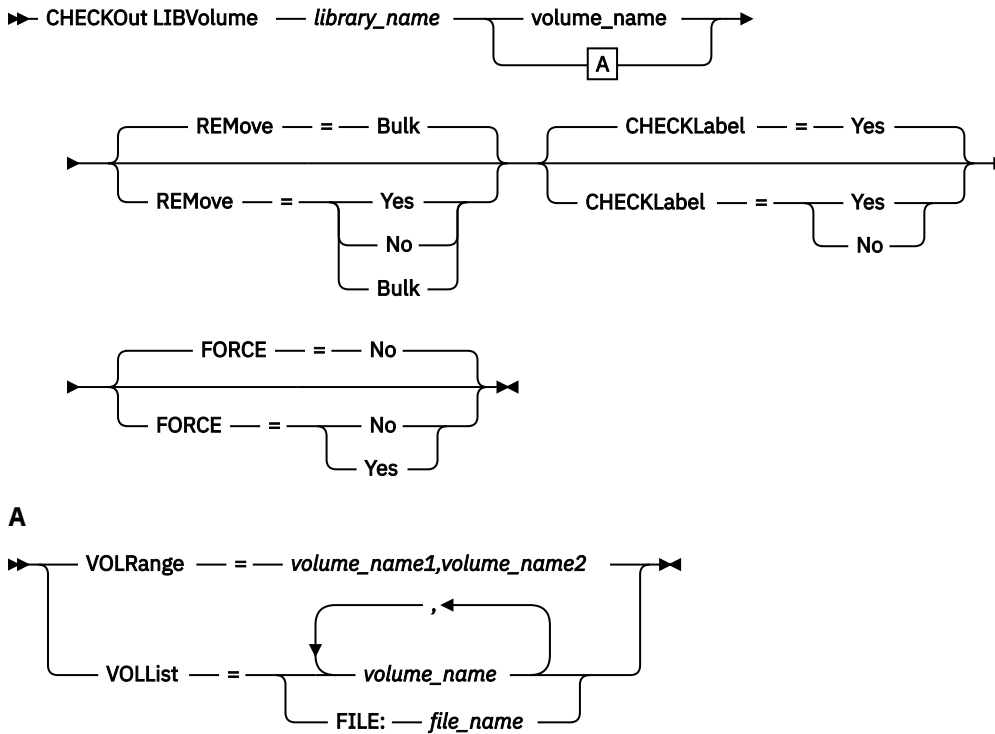 CHECKOut LIBVolume library_name volume_name
A
REMove = Bulk CHECKLabel = Yes
REMove = Yes CHECKLabel = Yes
No No
Bulk
FORCE = No
FORCE = No
Yes
A
VOLRange = volume_name1,volume_name2
,
VOLList = volume_name
FILE: file_name